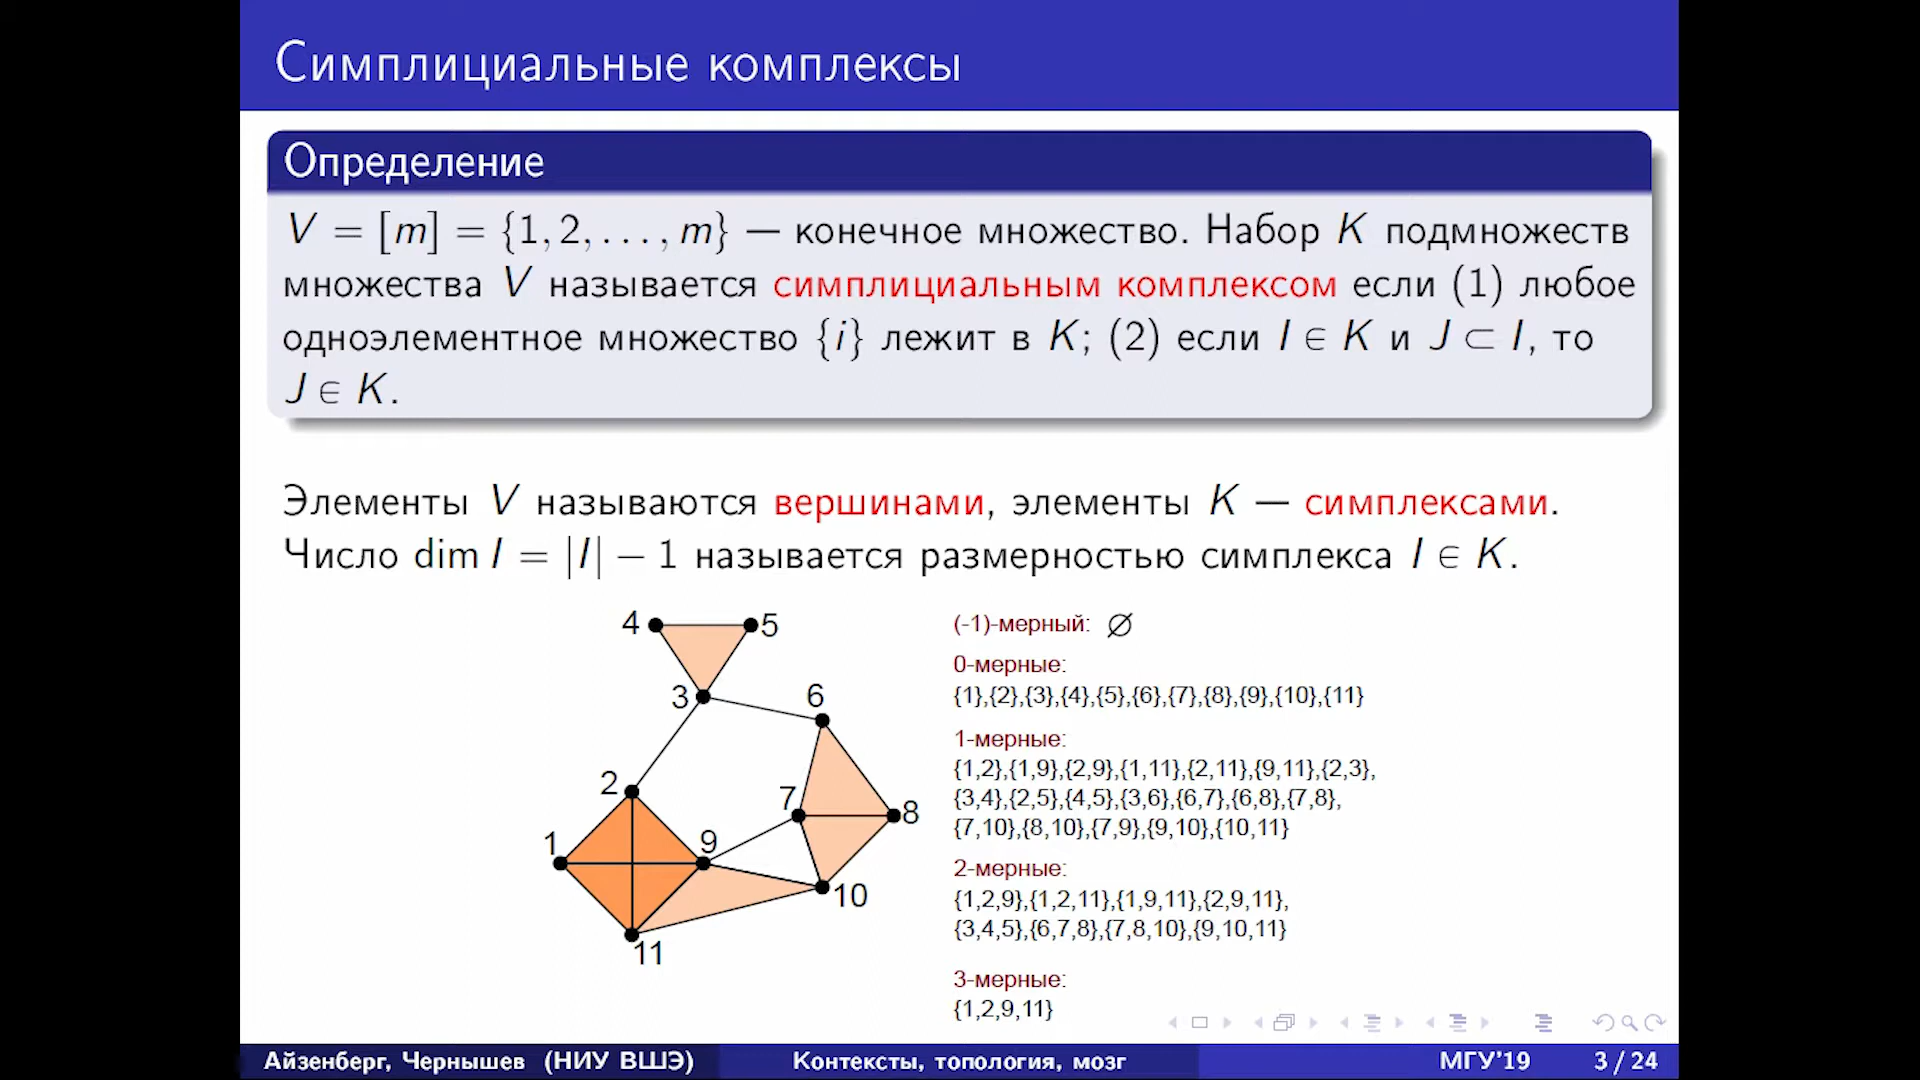 Симплициальные комплексы
Определение
V = [m] = {1, 2, . . . , m} — конечное множество. Набор K подмножеств
множества V называется симплициальным комплексом если (1) любое
одноэлементное множество {i} лежит в K; (2) если I ∈ K и J ⊂ I, то
J ∈ K.
Элементы V называются вершинами, элементы K — симплексами.
Число dim I = |I| − 1 называется размерностью симплекса I ∈ K.
4
5
3
6
2
7
8
1
9
10
11
(-1)-мерный: ∅
0-мерные:
{1},{2},{3},{4},{5},{6},{7},{8},{9},{10},{11}
1-мерные:
{1,2},{1,9},{2,9},{1,11},{2,11},{9,11},{2,3},
{3,4},{2,5},{4,5},{3,6},{6,7},{6,8},{7,8},
{7,10},{8,10},{7,9},{9,10},{10,11}
2-мерные:
{1,2,9},{1,2,11},{1,9,11},{2,9,11},
{3,4,5},{6,7,8},{7,8,10},{9,10,11}
3-мерные:
{1,2,9,11}
Айзенберг, Чернышев (НИУ ВШЭ)
Контексты, топология, мозг
МГУ'19
3 / 24